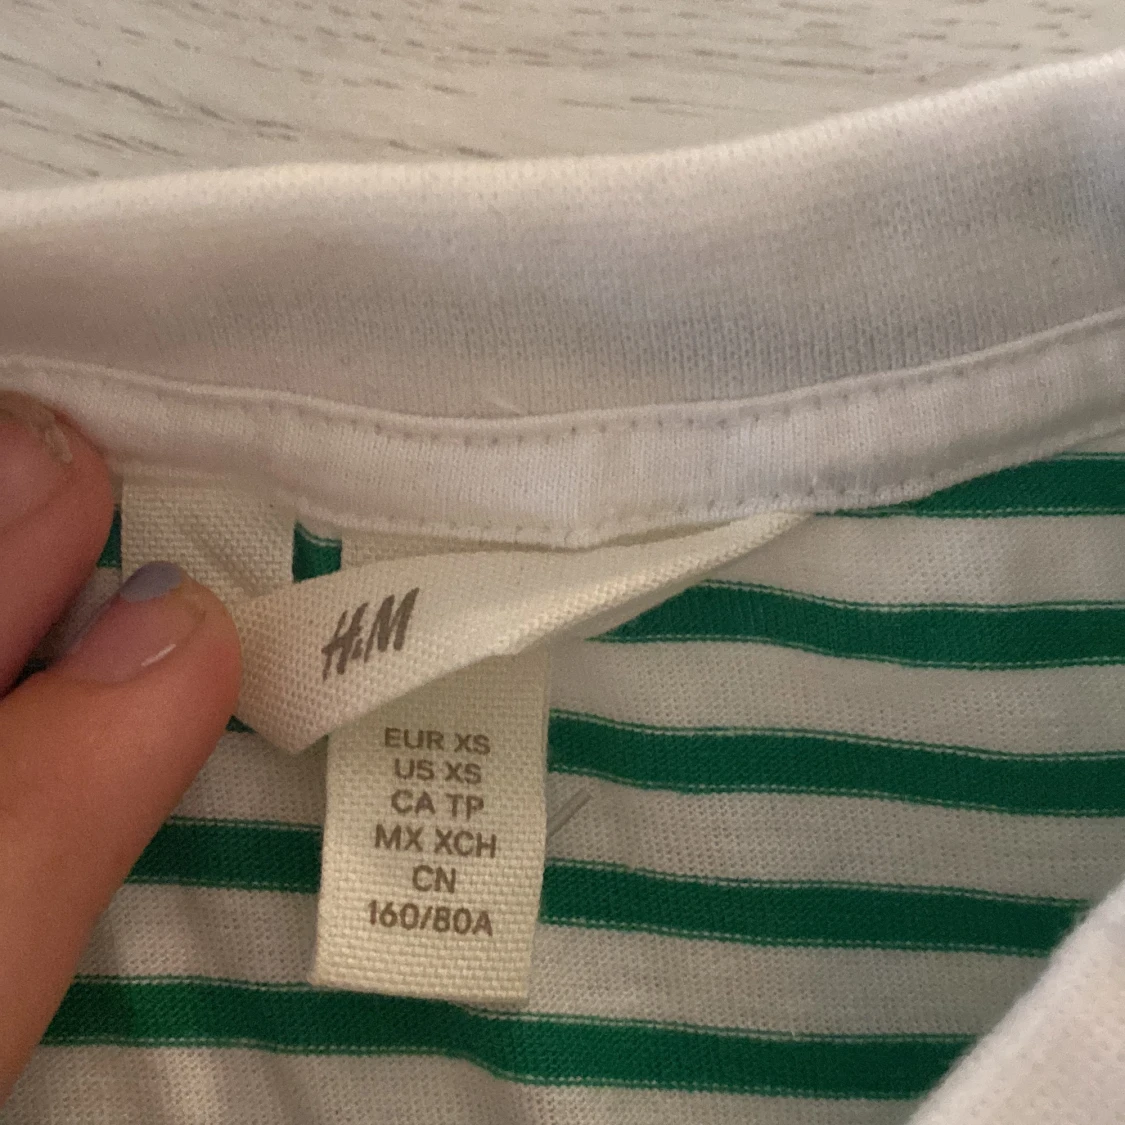 H&M
EUR XS
US XS
CA TP
MX XCH
CN
160/80A